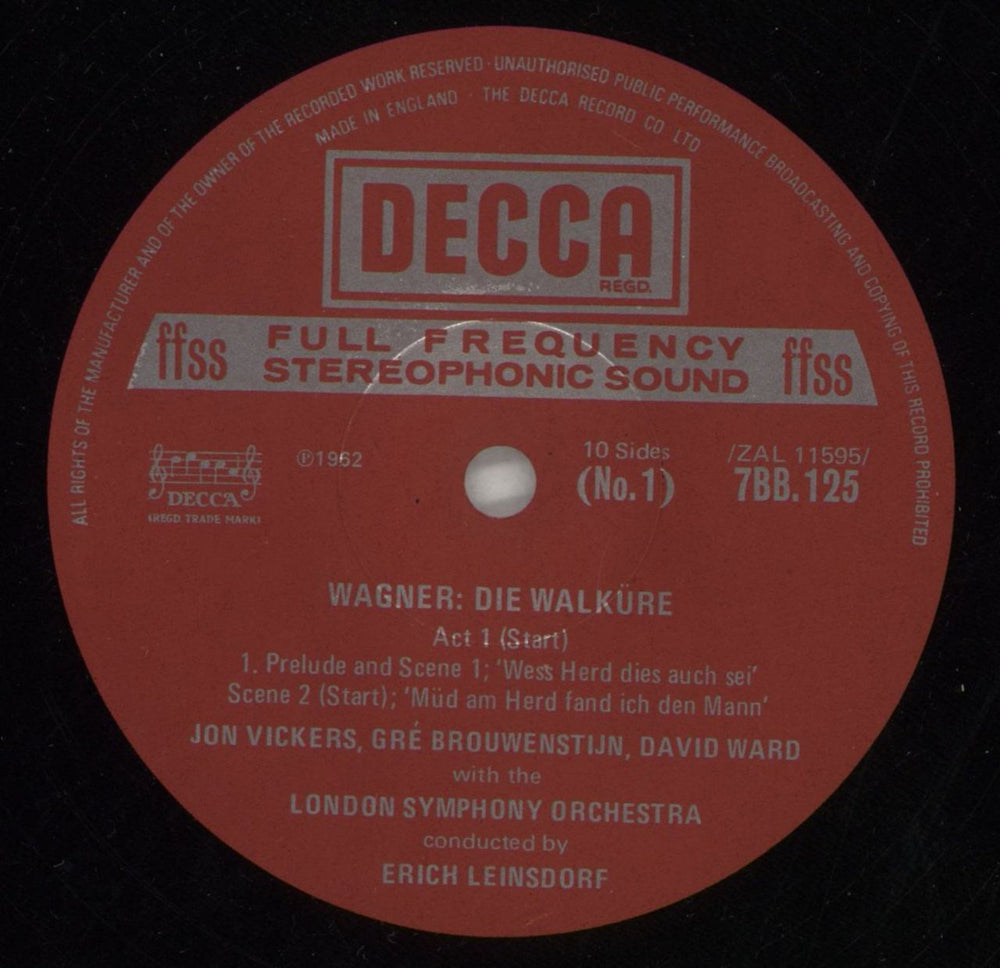 ALL RIGHTS OF THE MANUFACTURER AND OF THE OWNER OF THE RECORDED WORK RESERVED · UNAUTHORISED PUBLIC PERFORMANCE BROADCASTING AND COPYING OF THIS RECORD PROHIBITED
MADE IN ENGLAND · THE DECCA RECORD CO LTD
DECCA
REGD.
ffss FULL FREQUENCY ffss
STEREOPHONIC SOUND
DECCA
(REGD. TRADE MARK)
℗1962
10 Sides
(No.1)
/ZAL 11595/
7BB.125
WAGNER: DIE WALKÜRE
Act 1 (Start)
1. Prelude and Scene 1; 'Wess Herd dies auch sei'
Scene 2 (Start); 'Müd am Herd fand ich den Mann'
JON VICKERS, GRÉ BROUWENSTIJN, DAVID WARD
with the
LONDON SYMPHONY ORCHESTRA
conducted by
ERICH LEINSDORF